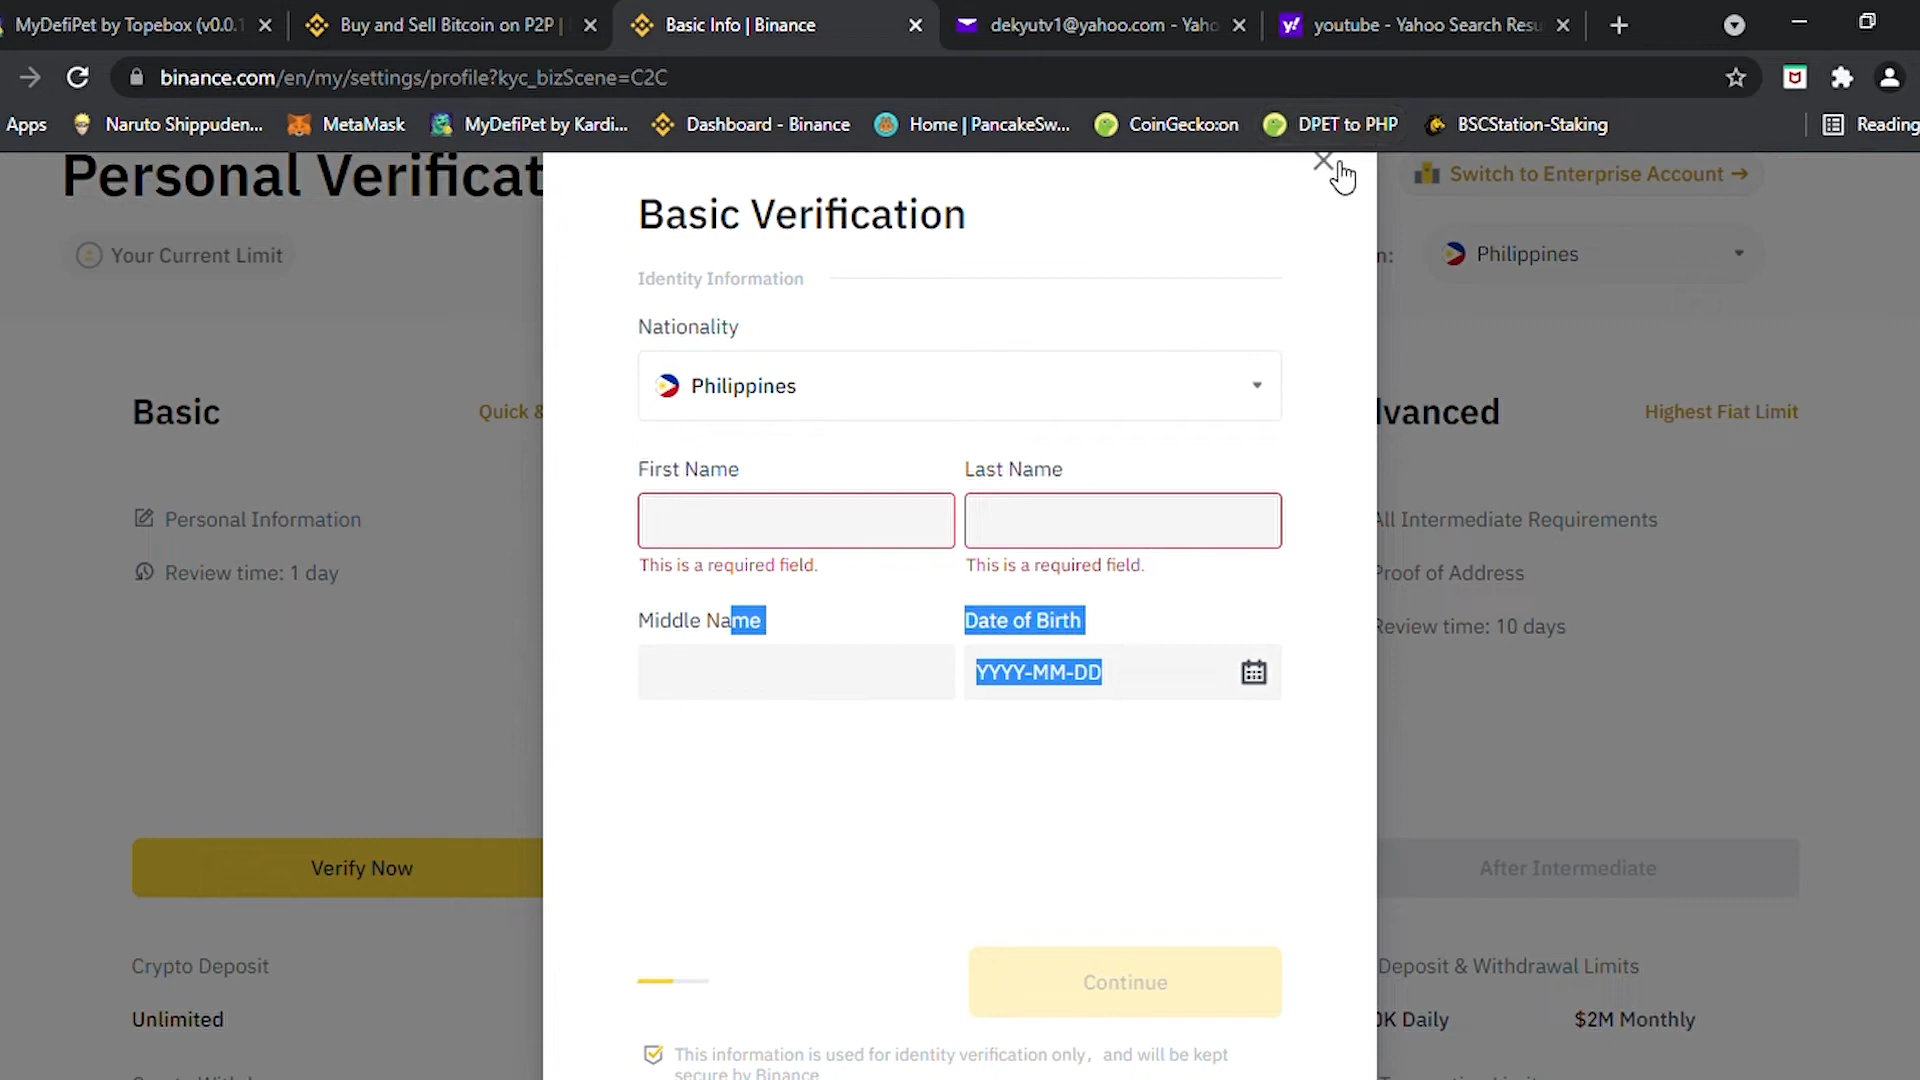 MyDefiPet by Topebox (v0.0.1
Buy and Sell Bitcoin on P2P |
Basic Info | Binance
dekyutv1@yahoo.com - Yaho
youtube - Yahoo Search Resu
binance.com/en/my/settings/profile?kyc_bizScene=C2C
Apps
Naruto Shippuden...
MetaMask
MyDefiPet by Kardi...
Dashboard - Binance
Home | PancakeSw...
CoinGecko:on
DPET to PHP
BSCStation-Staking
Reading
Personal Verificat
Switch to Enterprise Account →
Your Current Limit
n:
Philippines
Basic Verification
Identity Information
Nationality
Philippines
Basic
Quick &
dvanced
Highest Fiat Limit
First Name
Last Name
This is a required field.
This is a required field.
Personal Information
Review time: 1 day
All Intermediate Requirements
Proof of Address
Review time: 10 days
Middle Name
Date of Birth
YYYY-MM-DD
Verify Now
After Intermediate
Continue
Crypto Deposit
Unlimited
Deposit & Withdrawal Limits
0K Daily
$2M Monthly
This information is used for identity verification only, and will be kept
secure by Binance